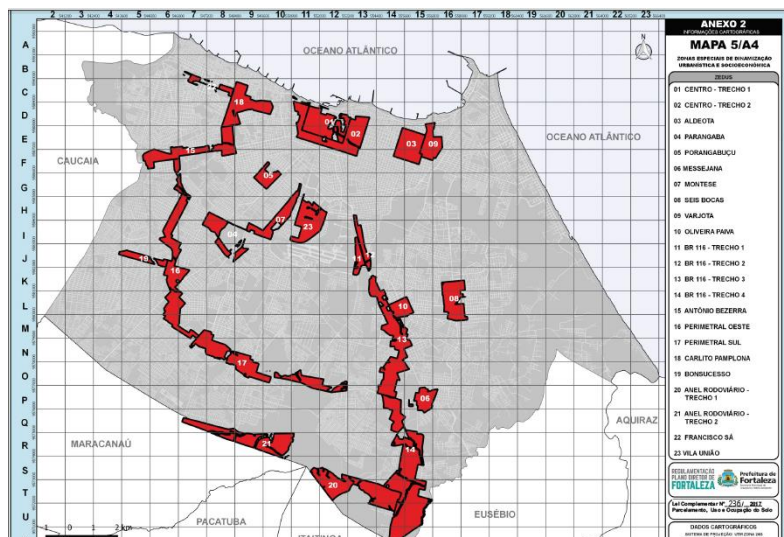 2 3 4 5 6 7 8 9 10 11 12 13 14 15 16 17 18 19 20 21 22 23
A
B
C
D
E
F
G
H
I
J
K
L
M
N
O
P
Q
R
S
T
U
OCEANO ATLÂNTICO
OCEANO ATLÂNTICO
CAUCAIA
MARACANAÚ
PACATUBA
EUSÉBIO
AQUIRAZ
18
01
02
03
09
15
05
07
23
04
19
16
11
10
08
13
17
06
21
14
20
1 0 1 2 km
ANEXO 2
INFORMAÇÕES CARTOGRÁFICAS
MAPA 5/A4
ZONAS ESPECIAIS DE DINAMIZAÇÃO
URBANÍSTICA E SOCIOECONÔMICA
ZEDUS
01 CENTRO - TRECHO 1
02 CENTRO - TRECHO 2
03 ALDEOTA
04 PARANGABA
05 PORANGABUÇU
06 MESSEJANA
07 MONTESE
08 SEIS BOCAS
09 VARJOTA
10 OLIVEIRA PAIVA
11 BR 116 - TRECHO 1
12 BR 116 - TRECHO 2
13 BR 116 - TRECHO 3
14 BR 116 - TRECHO 4
15 ANTÔNIO BEZERRA
16 PERIMETRAL OESTE
17 PERIMETRAL SUL
18 CARLITO PAMPLONA
19 BONSUCESSO
20 ANEL RODOVIÁRIO -
TRECHO 1
21 ANEL RODOVIÁRIO -
TRECHO 2
22 FRANCISCO SÁ
23 VILA UNIÃO
REGULAMENTAÇÃO
PLANO DIRETOR DE
FORTALEZA
Prefeitura de
Fortaleza
Lei Complementar Nº 236/ 2017
Parcelamento, Uso e Ocupação do Solo
DADOS CARTOGRÁFICOS